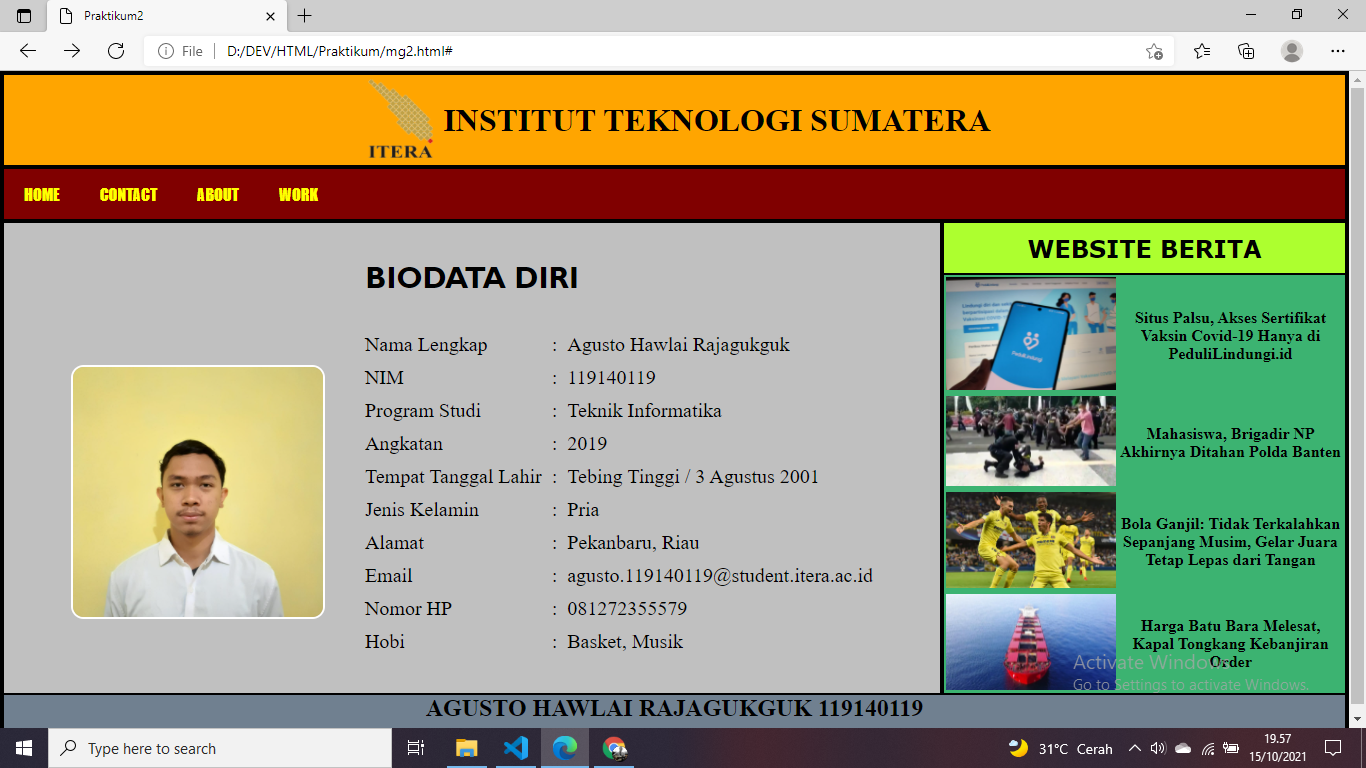 Praktikum2
File
D:/DEV/HTML/Praktikum/mg2.html#
ITERA
INSTITUT TEKNOLOGI SUMATERA
HOME CONTACT ABOUT WORK
BIODATA DIRI
Nama Lengkap : Agusto Hawlai Rajagukguk
NIM : 119140119
Program Studi : Teknik Informatika
Angkatan : 2019
Tempat Tanggal Lahir : Tebing Tinggi / 3 Agustus 2001
Jenis Kelamin : Pria
Alamat : Pekanbaru, Riau
Email : agusto.119140119@student.itera.ac.id
Nomor HP : 081272355579
Hobi : Basket, Musik
WEBSITE BERITA
PeduliLindungi
Situs Palsu, Akses Sertifikat
Vaksin Covid-19 Hanya di
PeduliLindungi.id
Mahasiswa, Brigadir NP
Akhirnya Ditahan Polda Banten
Bola Ganjil: Tidak Terkalahkan
Sepanjang Musim, Gelar Juara
Tetap Lepas dari Tangan
Harga Batu Bara Melesat,
Kapal Tongkang Kebanjiran
Order
Activate Windows
Go to Settings to activate Windows.
AGUSTO HAWLAI RAJAGUKGUK 119140119
Type here to search
31°C Cerah
19.57
15/10/2021